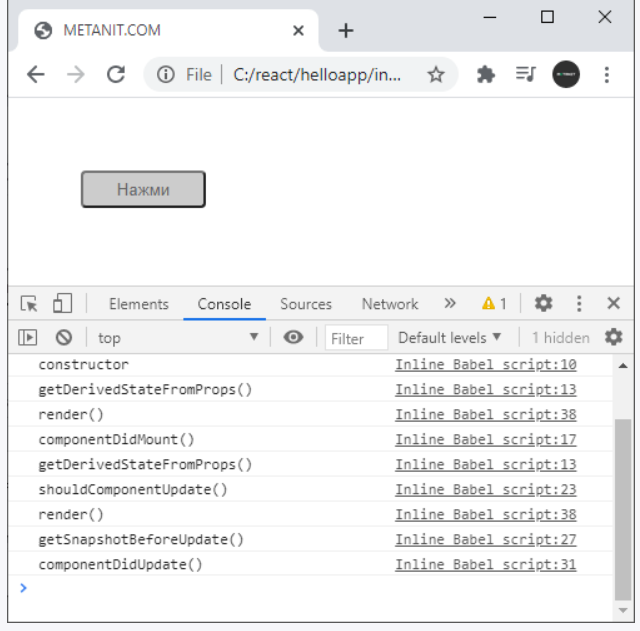 METANIT.COM
File | C:/react/helloapp/in...
Нажми
Elements Console Sources Network » 1
top Filter Default levels 1 hidden
constructor Inline Babel script:10
getDerivedStateFromProps() Inline Babel script:13
render() Inline Babel script:38
componentDidMount() Inline Babel script:17
getDerivedStateFromProps() Inline Babel script:13
shouldComponentUpdate() Inline Babel script:23
render() Inline Babel script:38
getSnapshotBeforeUpdate() Inline Babel script:27
componentDidUpdate() Inline Babel script:31